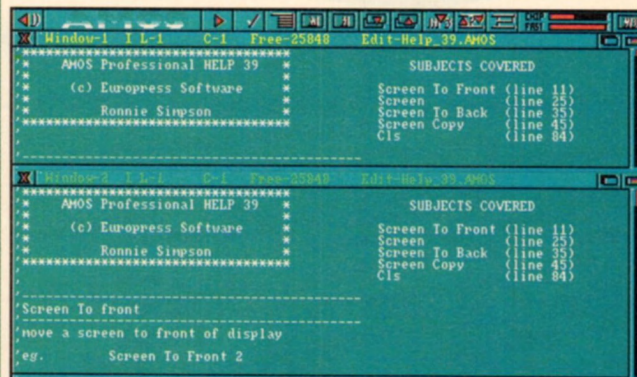 AMOS
CHIP
FAST
Window-1 I L-1 C-1 Free-25848 Edit-Help_39.AMOS
**************************************
* AMOS Professional HELP 39 *
* (c) Europress Software *
* Ronnie Simpson *
**************************************
SUBJECTS COVERED
Screen To Front (line 11)
Screen (line 25)
Screen To Back (line 35)
Screen Copy (line 45)
Cls (line 84)
Window-2 I L-1 C-1 Free-25848 Edit-Help_39.AMOS
**************************************
* AMOS Professional HELP 39 *
* (c) Europress Software *
* Ronnie Simpson *
**************************************
SUBJECTS COVERED
Screen To Front (line 11)
Screen (line 25)
Screen To Back (line 35)
Screen Copy (line 45)
Cls (line 84)
'Screen To front
'move a screen to front of display
'eg. Screen To Front 2